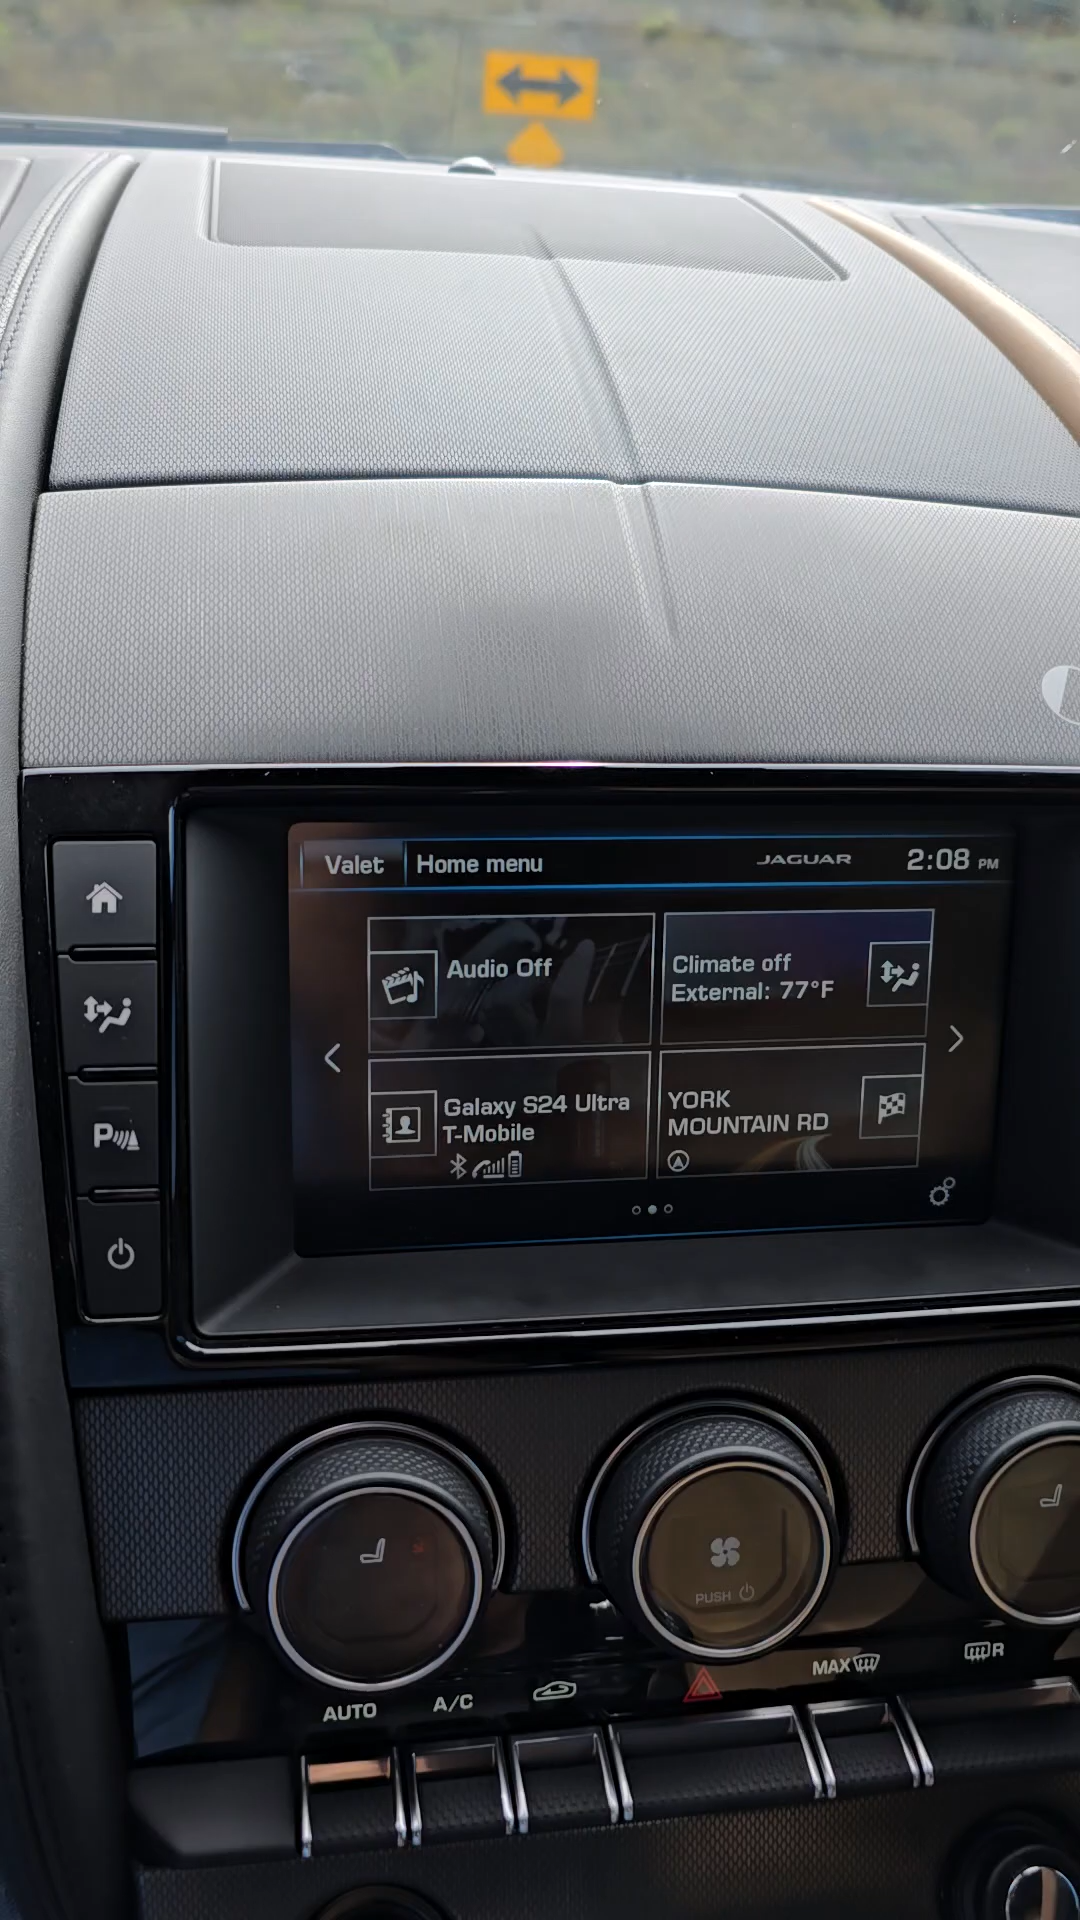 Valet Home menu JAGUAR 2:08 PM
Audio Off
Climate off
External: 77°F
Galaxy S24 Ultra
T-Mobile
YORK
MOUNTAIN RD
P
PUSH
AUTO A/C MAX R